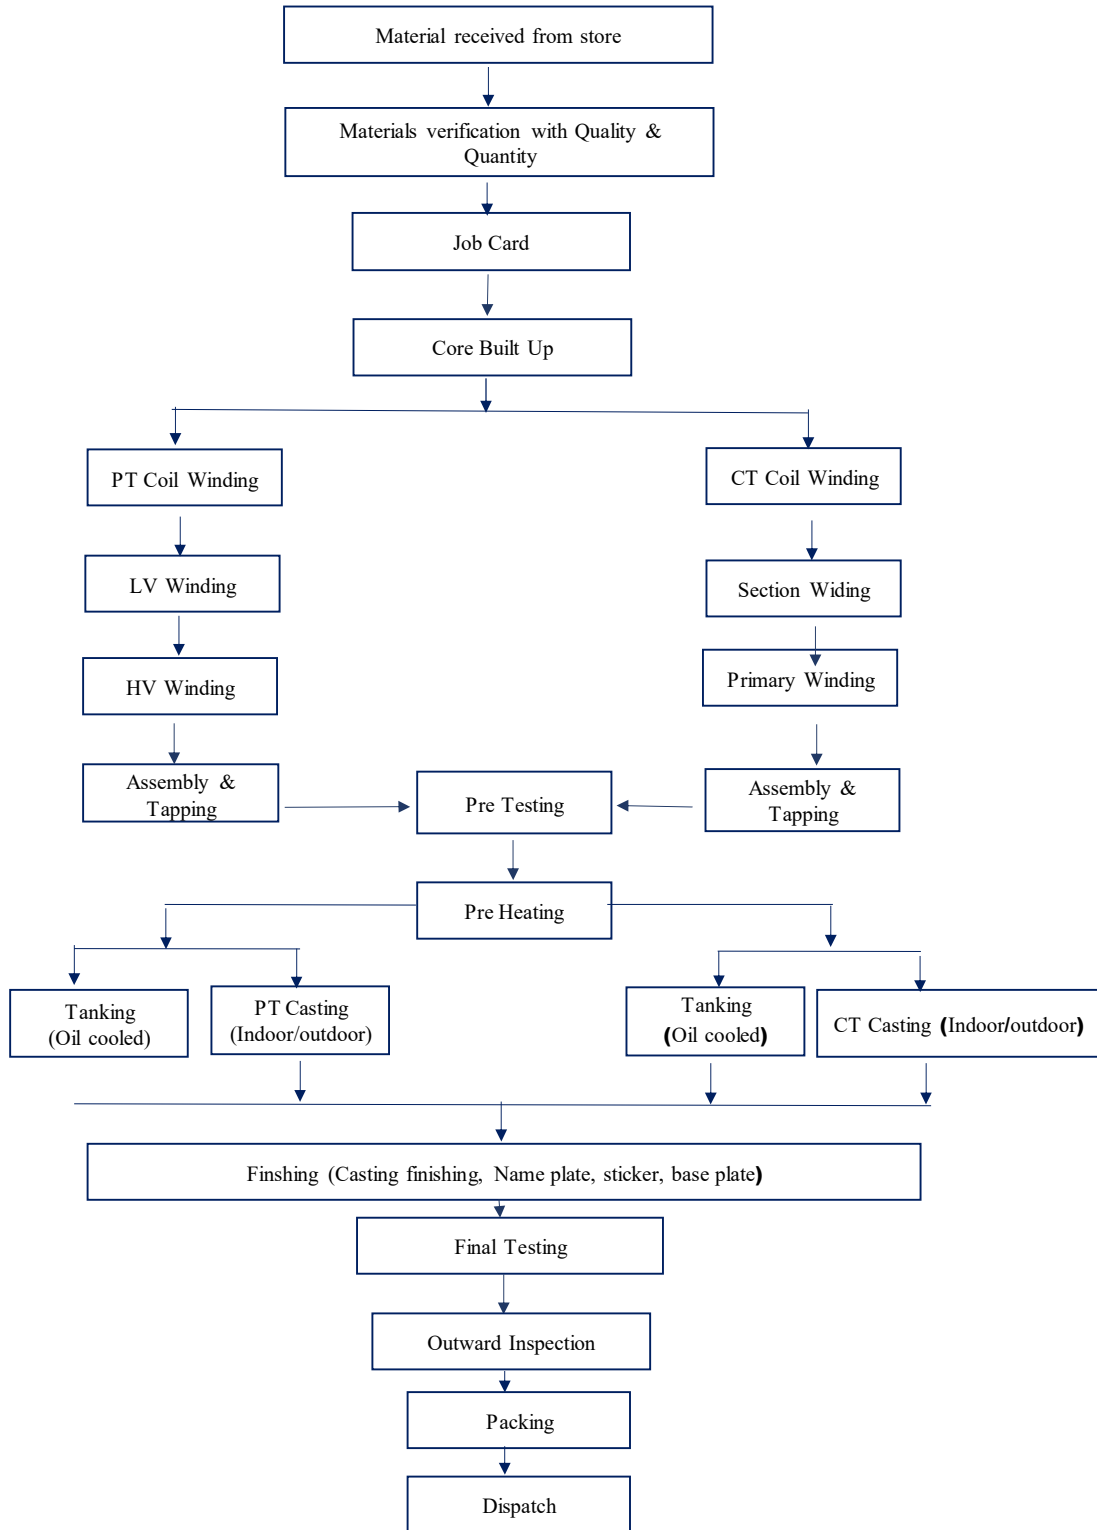 Material received from store
Materials verification with Quality &
Quantity
Job Card
Core Built Up
PT Coil Winding
CT Coil Winding
LV Winding
Section Widing
HV Winding
Primary Winding
Assembly &
Tapping
Pre Testing
Assembly &
Tapping
Pre Heating
Tanking
(Oil cooled)
PT Casting
(Indoor/outdoor)
Tanking
(Oil cooled)
CT Casting (Indoor/outdoor)
Finshing (Casting finishing, Name plate, sticker, base plate)
Final Testing
Outward Inspection
Packing
Dispatch